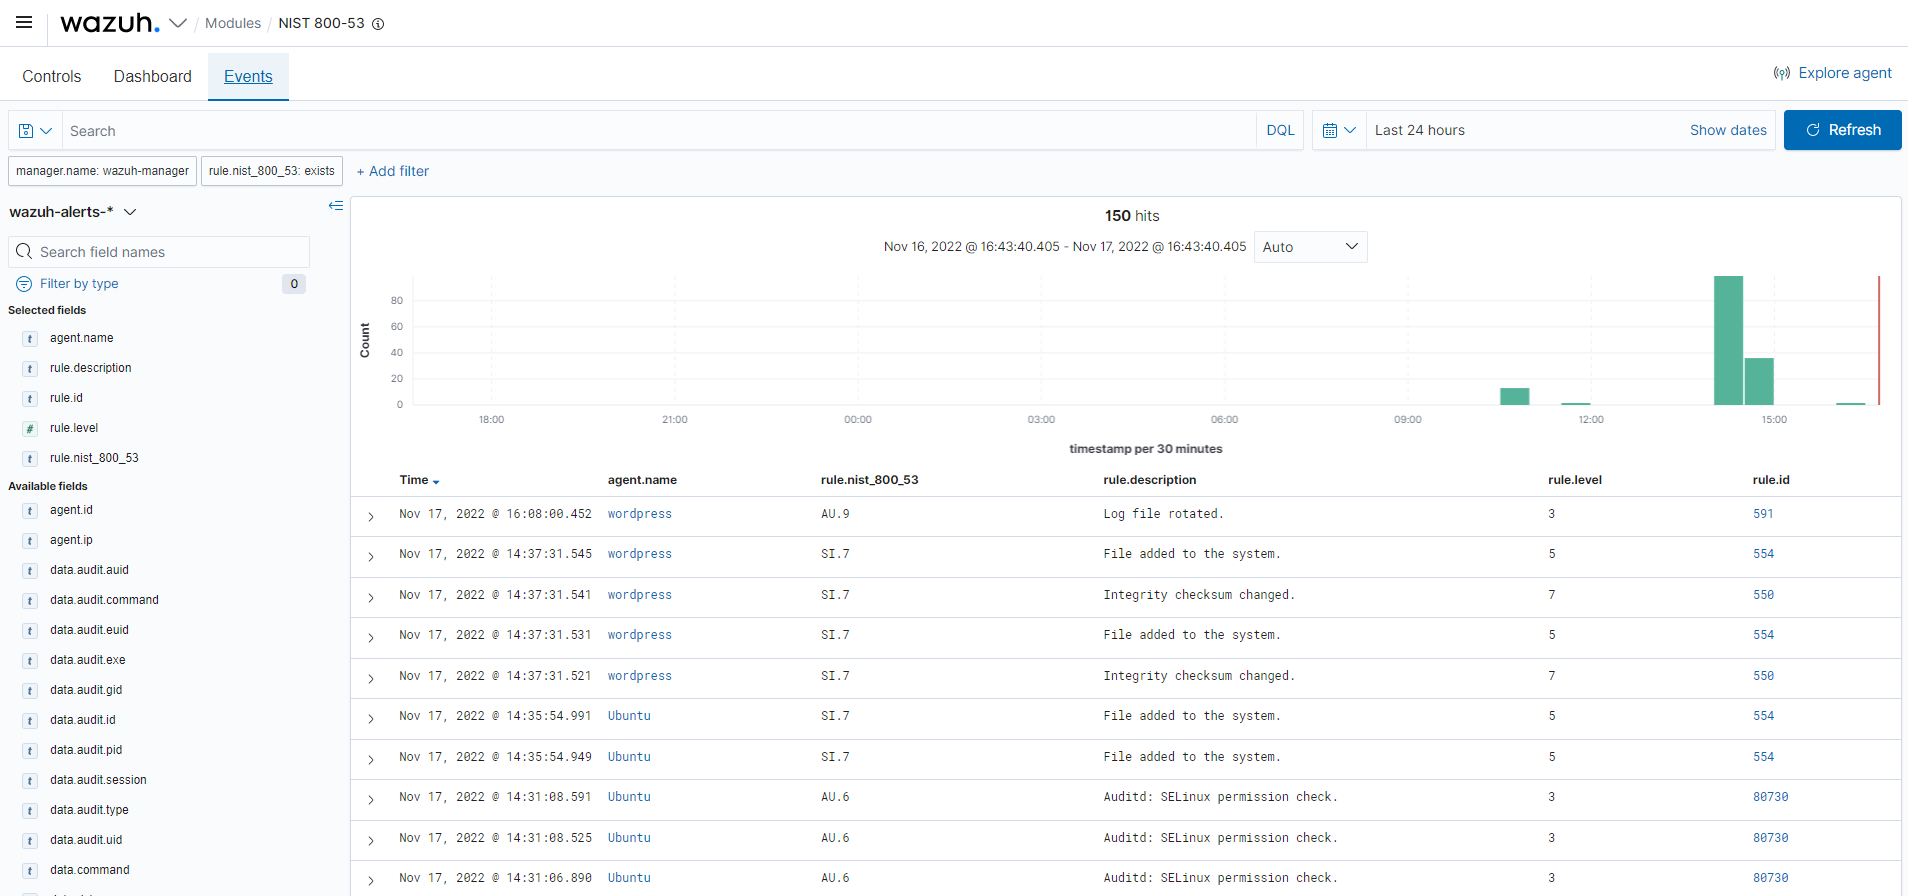 wazuh. / Modules / NIST 800-53
Controls Dashboard Events Explore agent
Search DQL Last 24 hours Show dates Refresh
manager.name: wazuh-manager rule.nist_800_53: exists + Add filter
wazuh-alerts-*
Search field names
Filter by type 0
Selected fields
t agent.name
t rule.description
t rule.id
# rule.level
t rule.nist_800_53
Available fields
t agent.id
t agent.ip
t data.audit.auid
t data.audit.command
t data.audit.euid
t data.audit.exe
t data.audit.gid
t data.audit.id
t data.audit.pid
t data.audit.session
t data.audit.type
t data.audit.uid
t data.command
150 hits
Nov 16, 2022 @ 16:43:40.405 - Nov 17, 2022 @ 16:43:40.405 Auto
Count
80
60
40
20
0
18:00 21:00 00:00 03:00 06:00 09:00 12:00 15:00
timestamp per 30 minutes
Time agent.name rule.nist_800_53 rule.description rule.level rule.id
Nov 17, 2022 @ 16:08:00.452 wordpress AU.9 Log file rotated. 3 591
Nov 17, 2022 @ 14:37:31.545 wordpress SI.7 File added to the system. 5 554
Nov 17, 2022 @ 14:37:31.541 wordpress SI.7 Integrity checksum changed. 7 550
Nov 17, 2022 @ 14:37:31.531 wordpress SI.7 File added to the system. 5 554
Nov 17, 2022 @ 14:37:31.521 wordpress SI.7 Integrity checksum changed. 7 550
Nov 17, 2022 @ 14:35:54.991 Ubuntu SI.7 File added to the system. 5 554
Nov 17, 2022 @ 14:35:54.949 Ubuntu SI.7 File added to the system. 5 554
Nov 17, 2022 @ 14:31:08.591 Ubuntu AU.6 Auditd: SELinux permission check. 3 80730
Nov 17, 2022 @ 14:31:08.525 Ubuntu AU.6 Auditd: SELinux permission check. 3 80730
Nov 17, 2022 @ 14:31:06.890 Ubuntu AU.6 Auditd: SELinux permission check. 3 80730